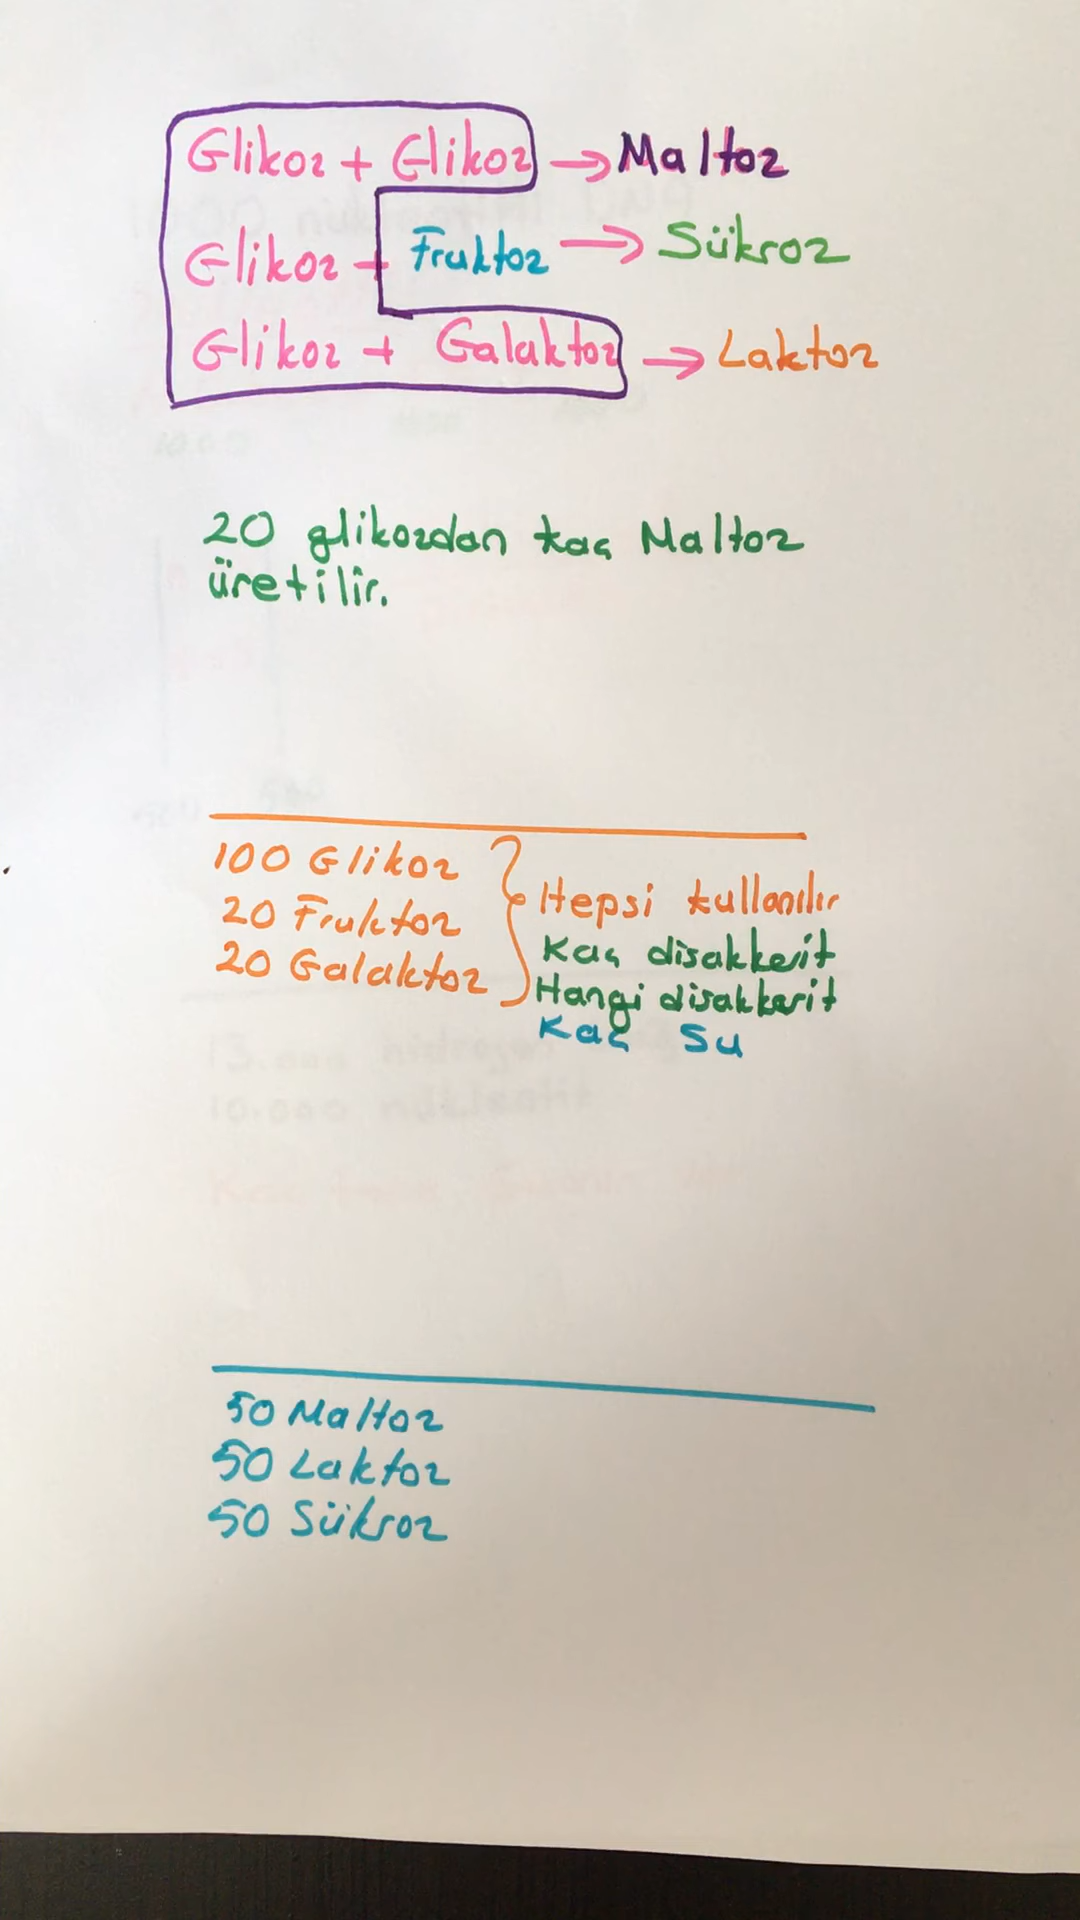 Glikoz + Glikoz → Maltoz
Glikoz + Fruktoz → Sükroz
Glikoz + Galaktoz → Laktoz
20 glikozdan kaç Maltoz
üretilir.
100 Glikoz
20 Fruktoz
20 Galaktoz
Hepsi kullanılır
Kaç disakkerit
Hangi disakkarit
Kaç Su
50 Maltoz
50 Laktoz
50 Sükroz